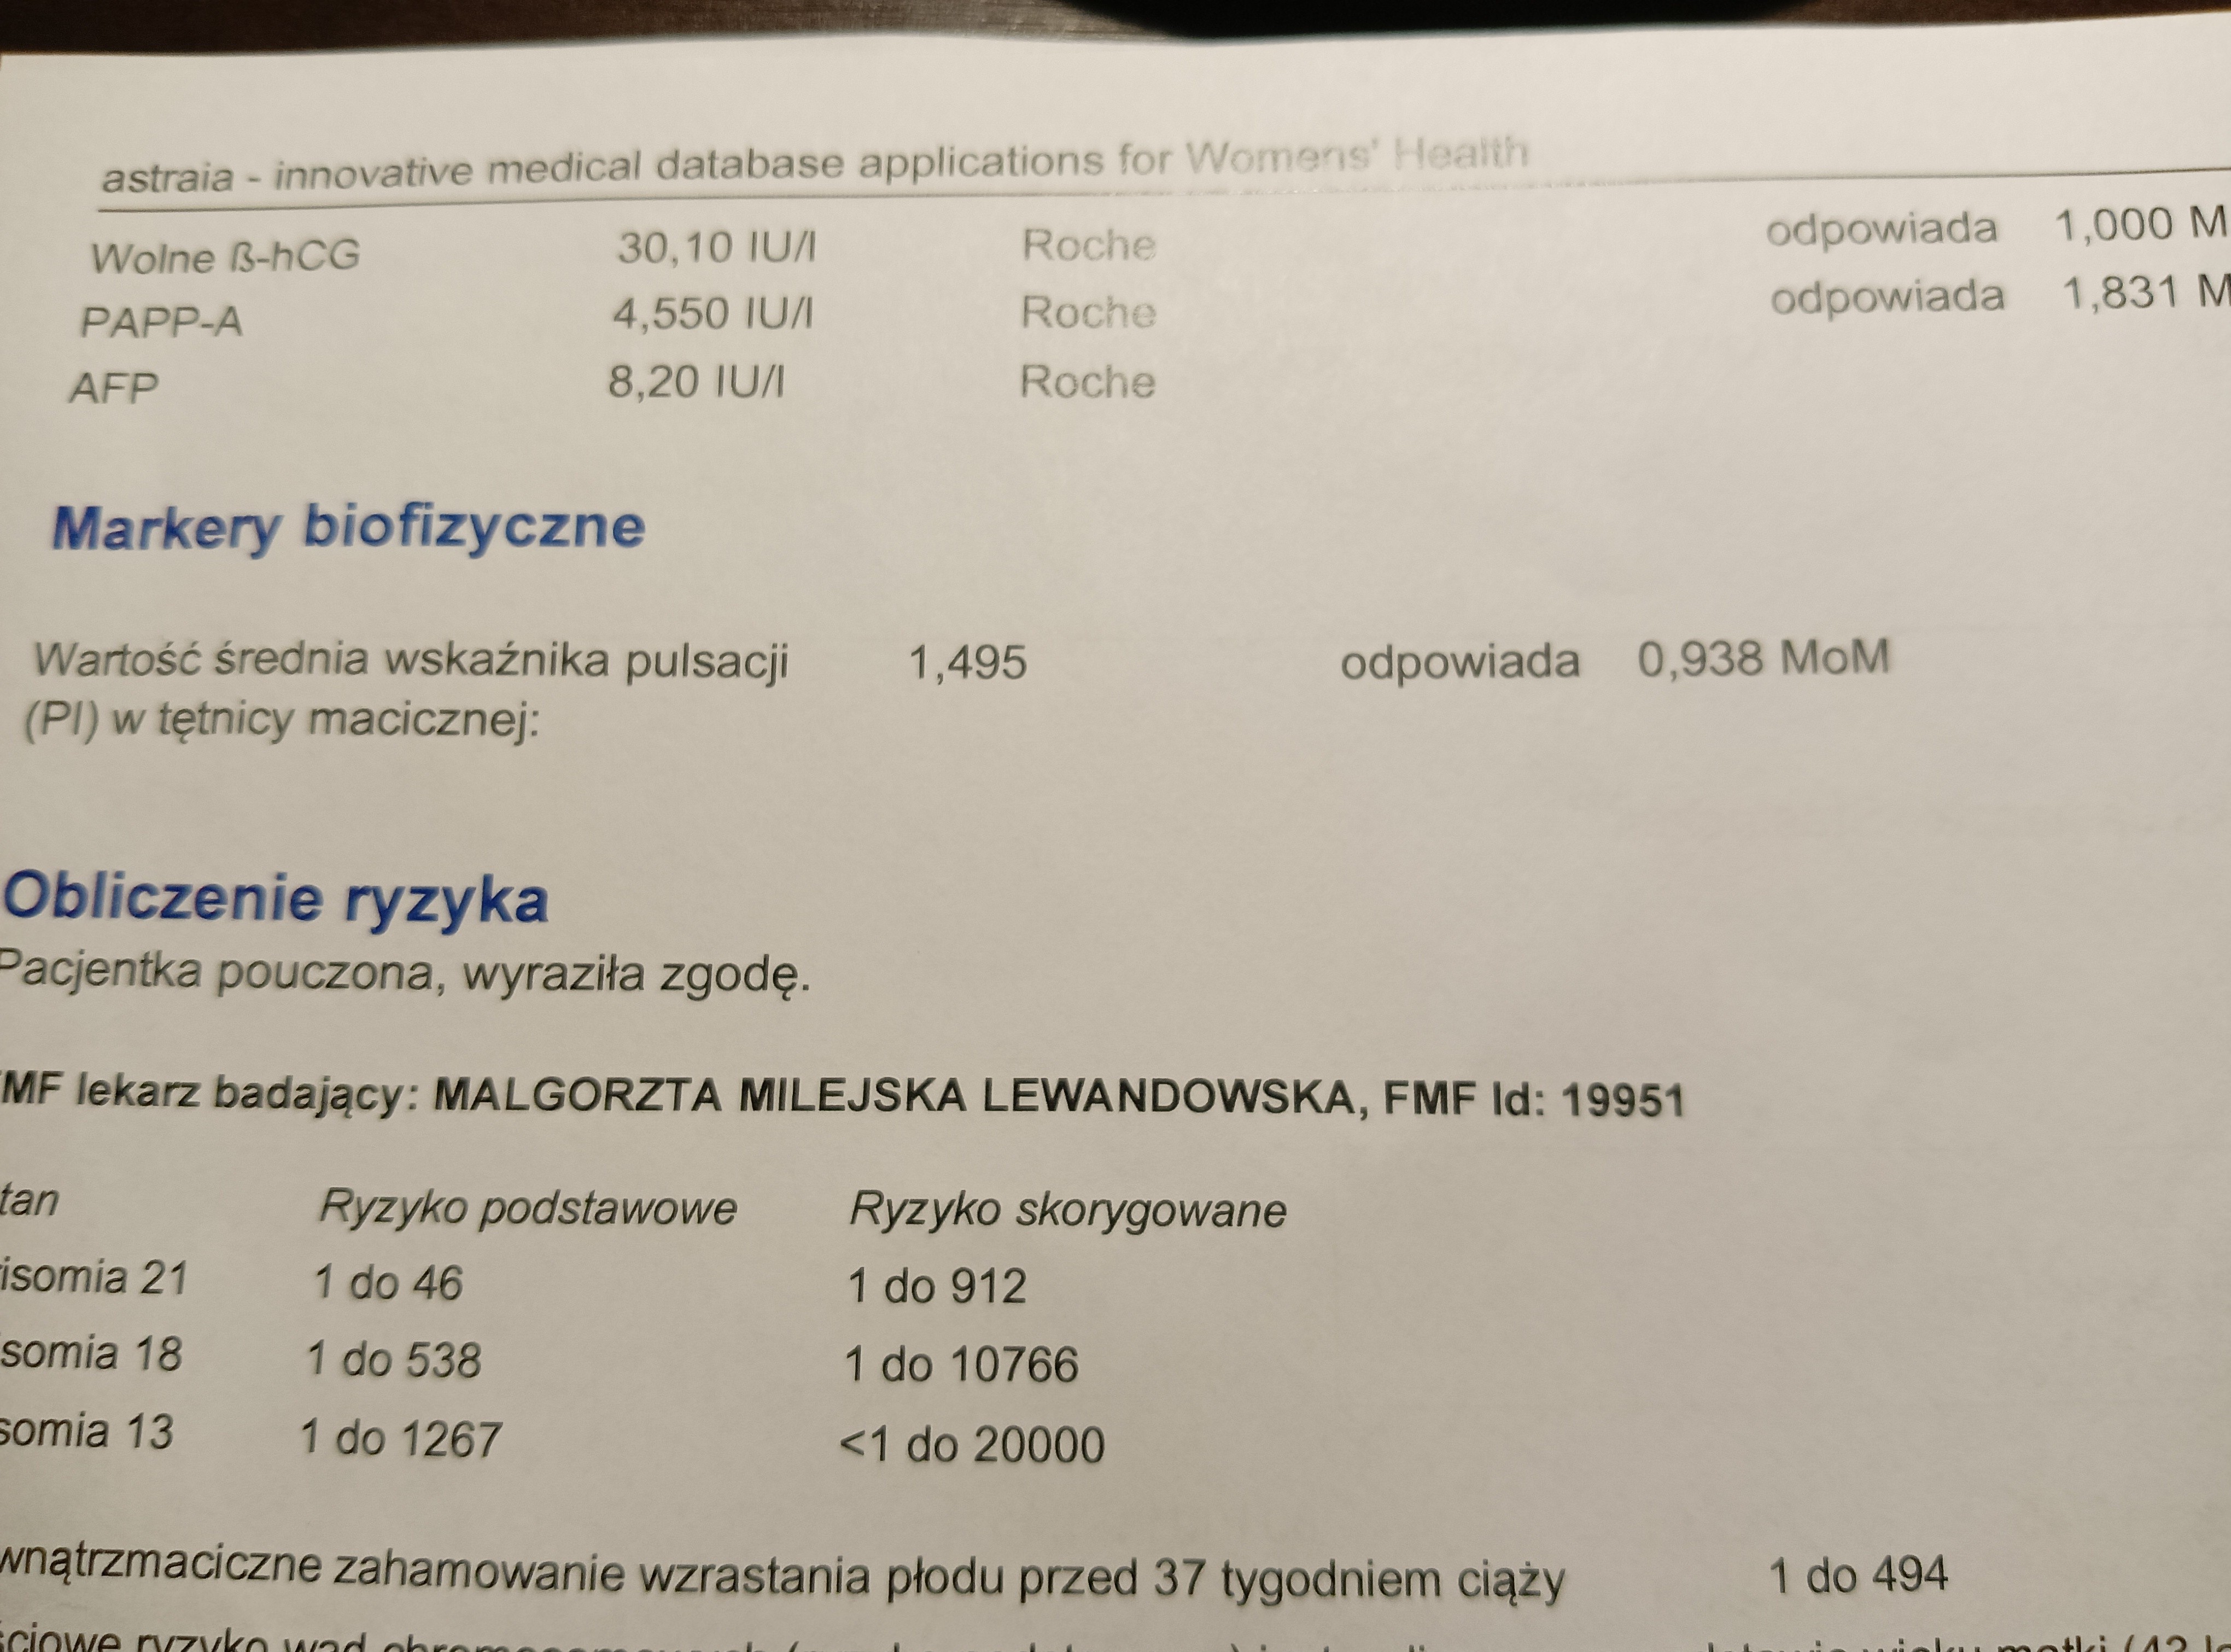 astraia - innovative medical database applications for Womens' Health
Wolne ß-hCG 30,10 IU/l Roche odpowiada 1,000 M
PAPP-A 4,550 IU/l Roche odpowiada 1,831 M
AFP 8,20 IU/l Roche
Markery biofizyczne
Wartość średnia wskaźnika pulsacji 1,495 odpowiada 0,938 MoM
(PI) w tętnicy macicznej:
Obliczenie ryzyka
Pacjentka pouczona, wyraziła zgodę.
MF lekarz badający: MALGORZTA MILEJSKA LEWANDOWSKA, FMF Id: 19951
tan Ryzyko podstawowe Ryzyko skorygowane
isomia 21 1 do 46 1 do 912
somia 18 1 do 538 1 do 10766
somia 13 1 do 1267 <1 do 20000
wnątrzmaciczne zahamowanie wzrastania płodu przed 37 tygodniem ciąży 1 do 494
ryzyko wad wieku matki (42